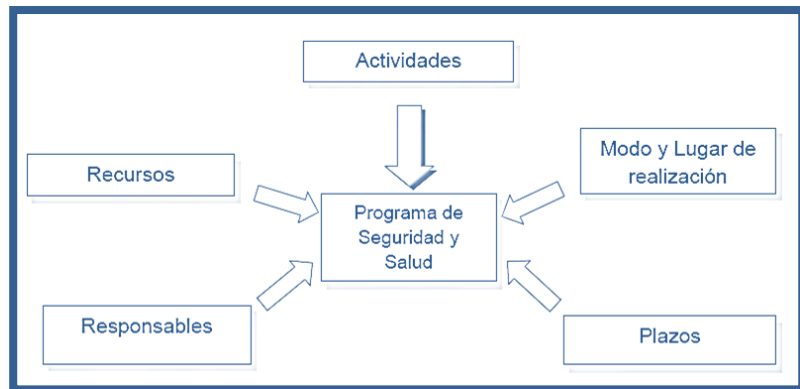 Actividades
Recursos
Modo y Lugar de
realización
Programa de
Seguridad y
Salud
Responsables
Plazos